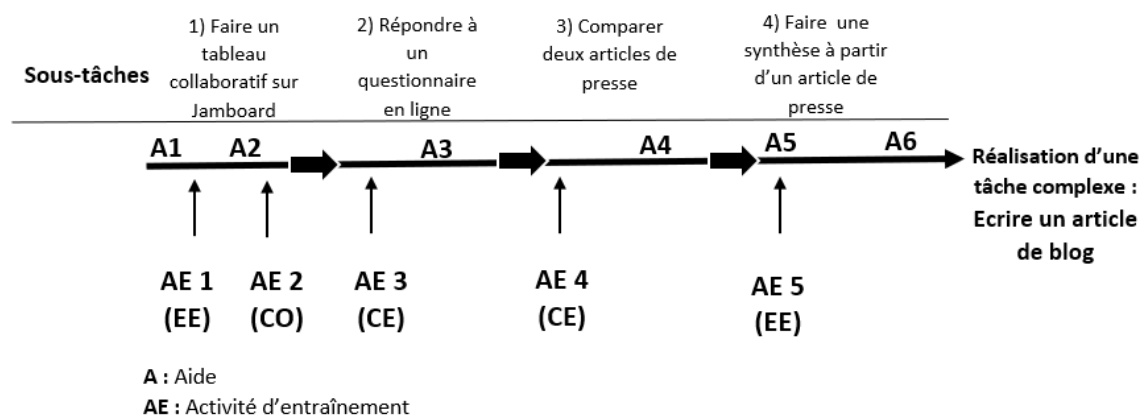 Sous-tâches
1) Faire un
tableau
collaboratif sur
Jamboard
2) Répondre à
un
questionnaire
en ligne
3) Comparer
deux articles de
presse
4) Faire une
synthèse à partir
d’un article de
presse
A1
A2
A3
A4
A5
A6
Réalisation d’une
tâche complexe :
Ecrire un article
de blog
AE 1
(EE)
AE 2
(CO)
AE 3
(CE)
AE 4
(CE)
AE 5
(EE)
A : Aide
AE : Activité d’entraînement